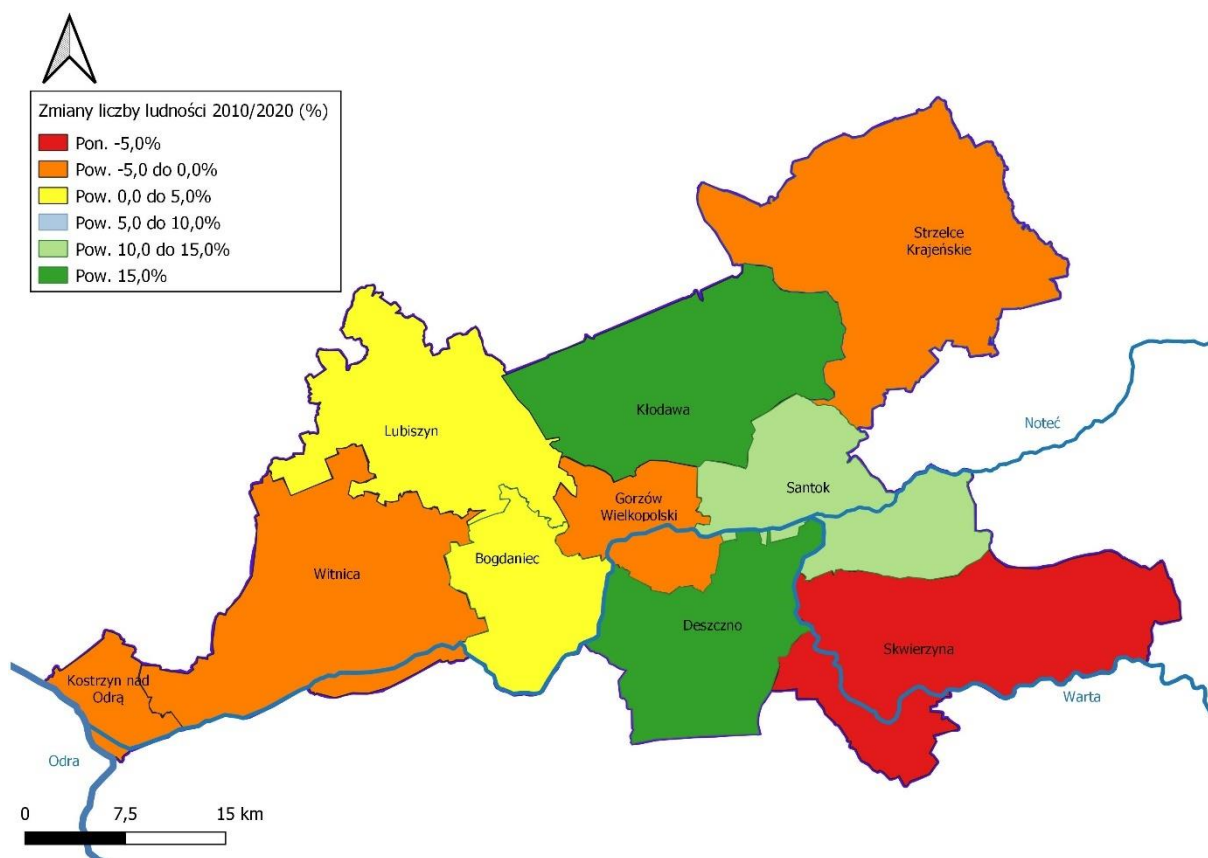 Zmiany liczby ludności 2010/2020 (%)
Pon. -5,0%
Pow. -5,0 do 0,0%
Pow. 0,0 do 5,0%
Pow. 5,0 do 10,0%
Pow. 10,0 do 15,0%
Pow. 15,0%
Strzelce
Krajeńskie
Kłodawa
Lubiszyn
Noteć
Santok
Gorzów
Wielkopolski
Bogdaniec
Witnica
Deszczno
Skwierzyna
Kostrzyn nad
Odrą
Warta
Odra
0 7,5 15 km